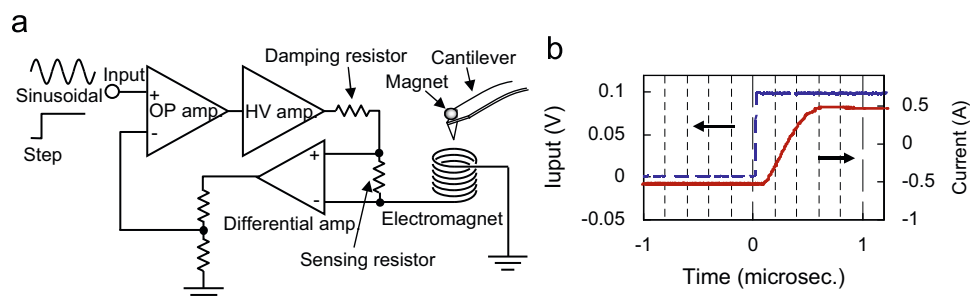 a
Sinusoidal
Input
Step
+
-
OP amp.
HV amp.
Damping resistor
Magnet
Cantilever
+
-
Differential amp.
Electromagnet
Sensing resistor
b
Iuput (V)
0.1
0.05
0
-0.05
0.5
0
-0.5
-1
Current (A)
-1
0
1
Time (microsec.)